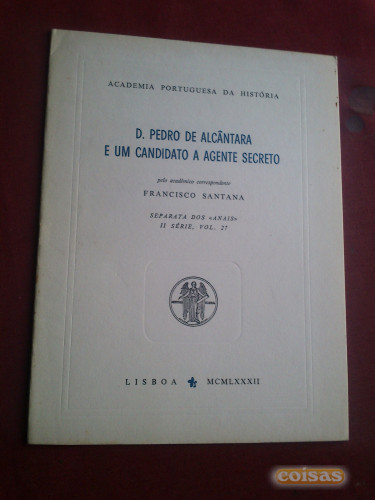 ACADEMIA PORTUGUESA DA HISTÓRIA
D. PEDRO DE ALCÂNTARA
E UM CANDIDATO A AGENTE SECRETO
pelo académico correspondente
FRANCISCO SANTANA
SEPARATA DOS «ANAIS»
II SÉRIE, VOL. 27
LISBOA MCMLXXXII
coisas